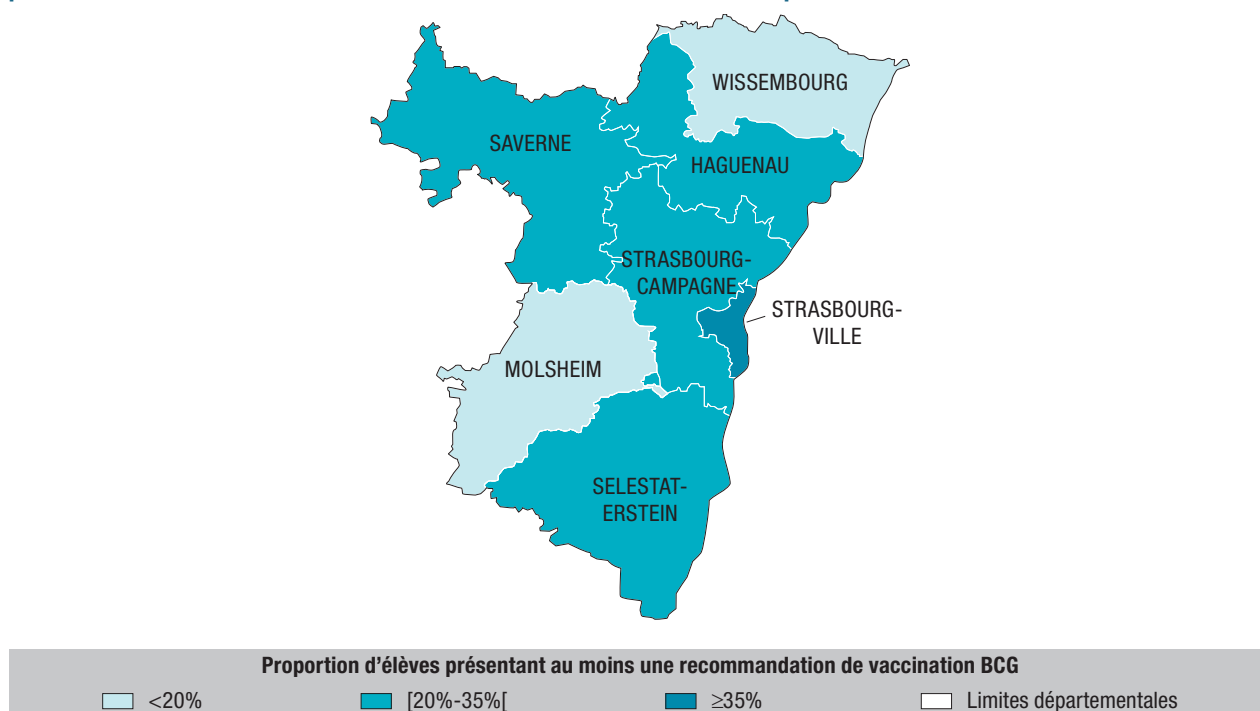 WISSEMBOURG
SAVERNE
HAGUENAU
STRASBOURG-
CAMPAGNE
STRASBOURG-
VILLE
MOLSHEIM
SELESTAT-
ERSTEIN
Proportion d’élèves présentant au moins une recommandation de vaccination BCG
<20% [20%-35%[ ≥35% Limites départementales